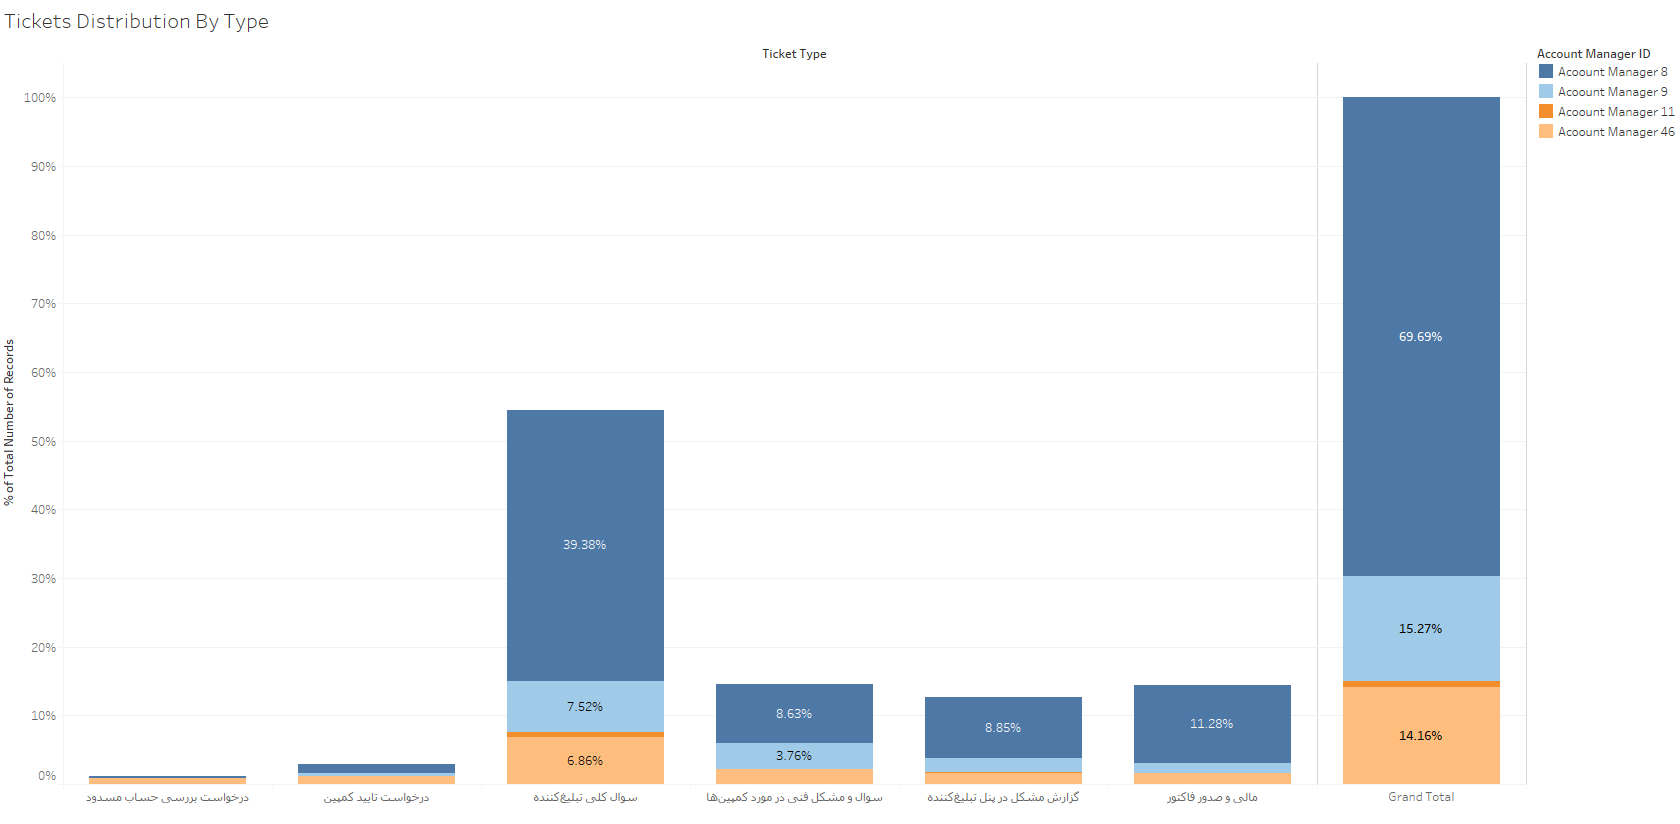 Tickets Distribution By Type
Ticket Type
Account Manager ID
Acoount Manager 8
Acoount Manager 9
Acoount Manager 11
Acoount Manager 46
% of Total Number of Records
100%
90%
80%
70%
60%
50%
40%
30%
20%
10%
0%
39.38%
7.52%
6.86%
8.63%
3.76%
8.85%
11.28%
69.69%
15.27%
14.16%
درخواست بررسی حساب مسدود
درخواست تایید کمپین
سوال کلی تبلیغ‌کننده
سوال و مشکل فنی در مورد کمپین‌ها
گزارش مشکل در پنل تبلیغ‌کننده
مالی و صدور فاکتور
Grand Total